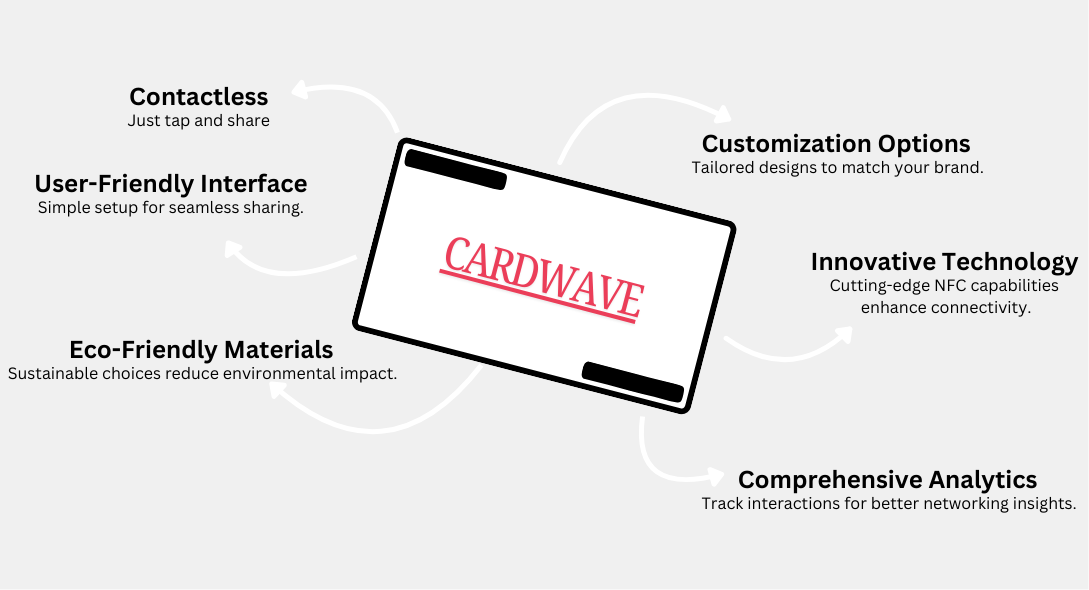 Contactless
Just tap and share
User-Friendly Interface
Simple setup for seamless sharing.
Eco-Friendly Materials
Sustainable choices reduce environmental impact.
CARDWAVE
Customization Options
Tailored designs to match your brand.
Innovative Technology
Cutting-edge NFC capabilities
enhance connectivity.
Comprehensive Analytics
Track interactions for better networking insights.